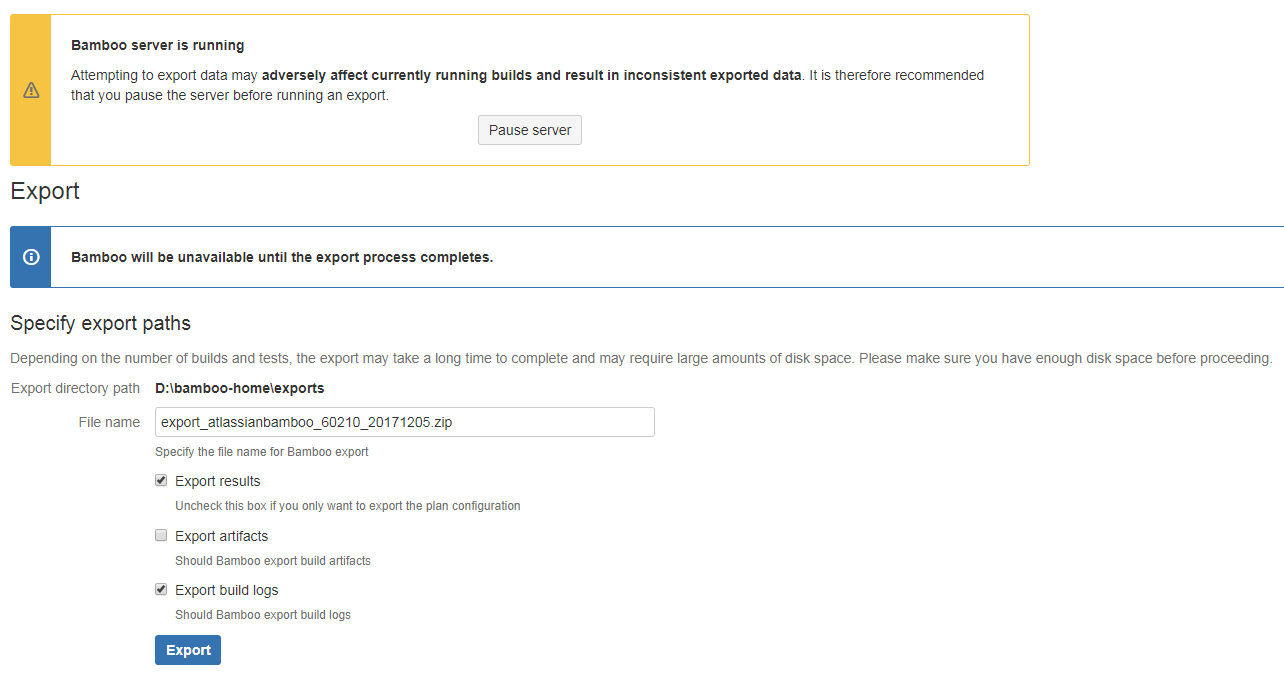 Bamboo server is running
Attempting to export data may adversely affect currently running builds and result in inconsistent exported data. It is therefore recommended
that you pause the server before running an export.
Pause server
Export
Bamboo will be unavailable until the export process completes.
Specify export paths
Depending on the number of builds and tests, the export may take a long time to complete and may require large amounts of disk space. Please make sure you have enough disk space before proceeding.
Export directory path D:\bamboo-home\exports
File name export_atlassianbamboo_60210_20171205.zip
Specify the file name for Bamboo export
Export results
Uncheck this box if you only want to export the plan configuration
Export artifacts
Should Bamboo export build artifacts
Export build logs
Should Bamboo export build logs
Export